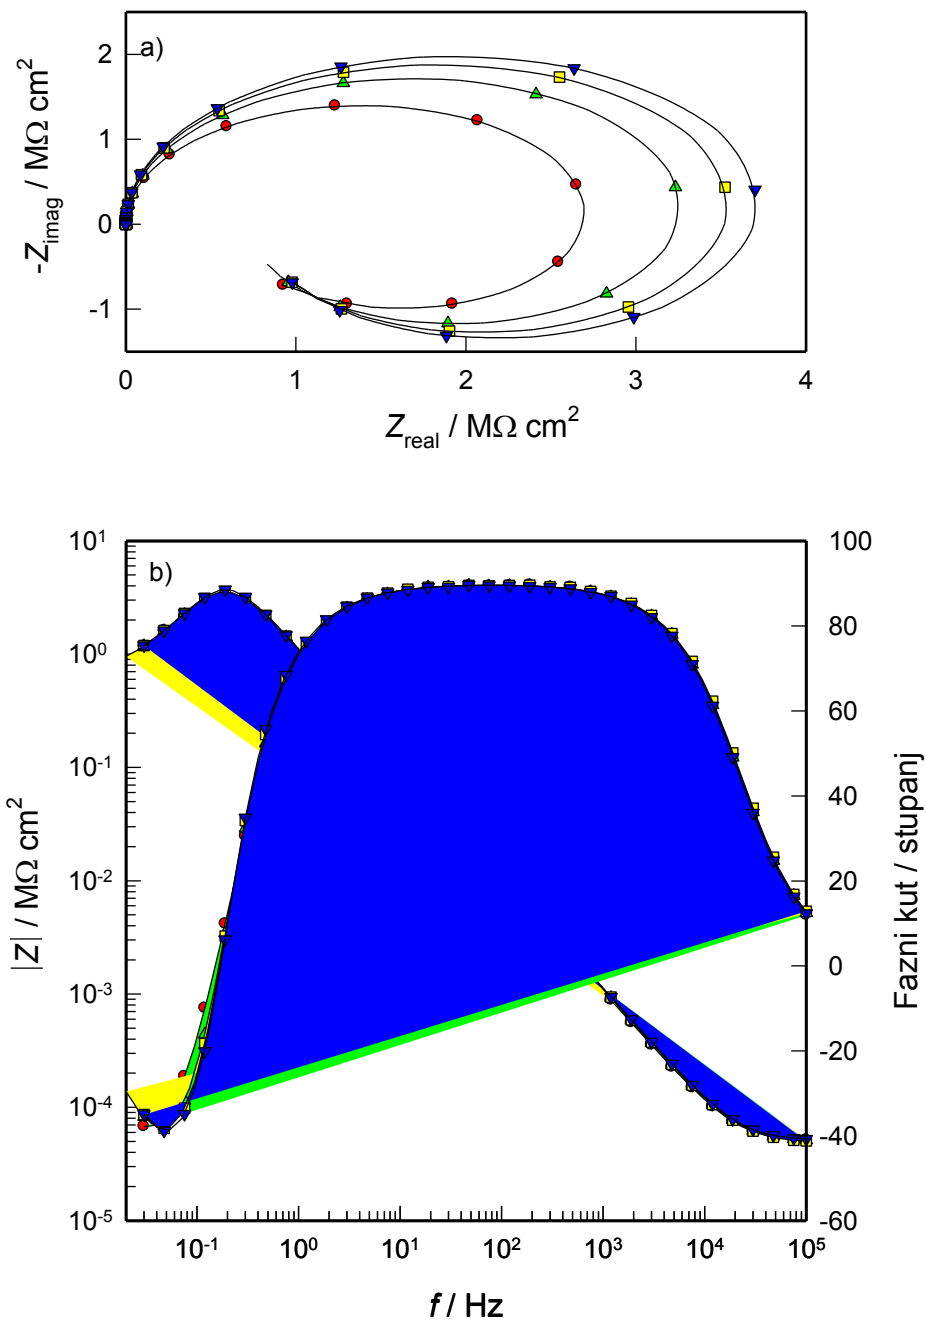 a)
-Z_imag / MΩ cm²
2
1
0
-1
0 1 2 3 4
Z_real / MΩ cm²
b)
|Z| / MΩ cm²
10¹
10⁰
10⁻¹
10⁻²
10⁻³
10⁻⁴
10⁻⁵
100
80
60
40
20
0
-20
-40
-60
Fazni kut / stupanj
10⁻¹ 10⁰ 10¹ 10² 10³ 10⁴ 10⁵
f / Hz